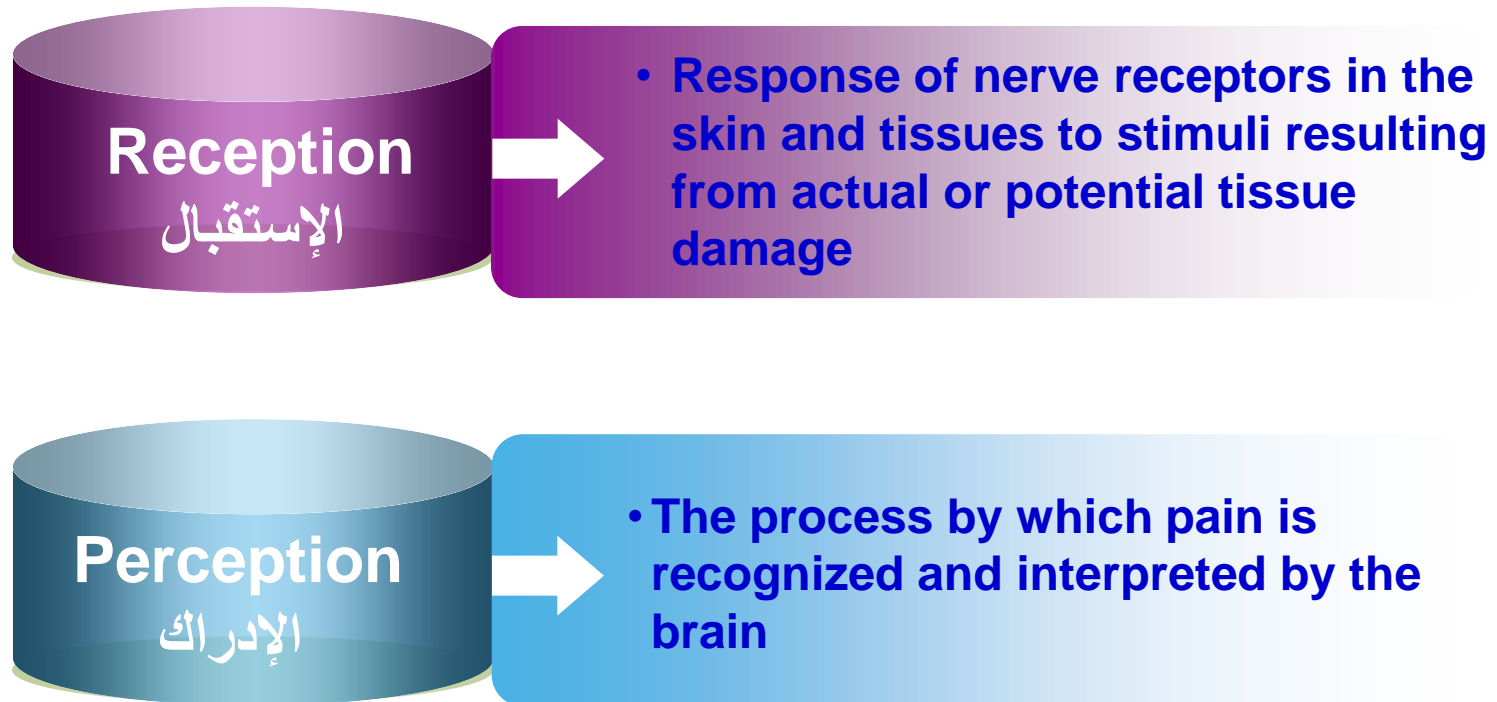 Reception
الإستقبال
• Response of nerve receptors in the
skin and tissues to stimuli resulting
from actual or potential tissue
damage
Perception
الإدراك
• The process by which pain is
recognized and interpreted by the
brain